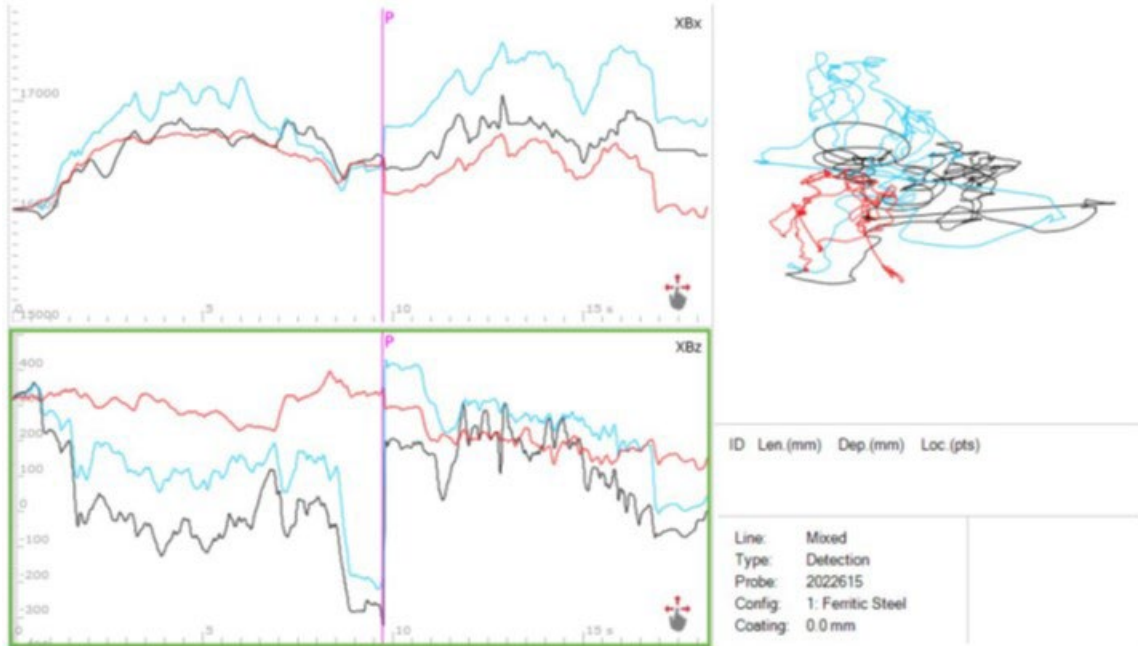 P
XBx
17000
15000
5
10
15 s
P
XBz
400
300
200
100
0
-100
-200
-300
5
10
15 s
ID Len.(mm) Dep.(mm) Loc.(pts)
Line: Mixed
Type: Detection
Probe: 2022615
Config: 1: Ferritic Steel
Coating: 0.0 mm